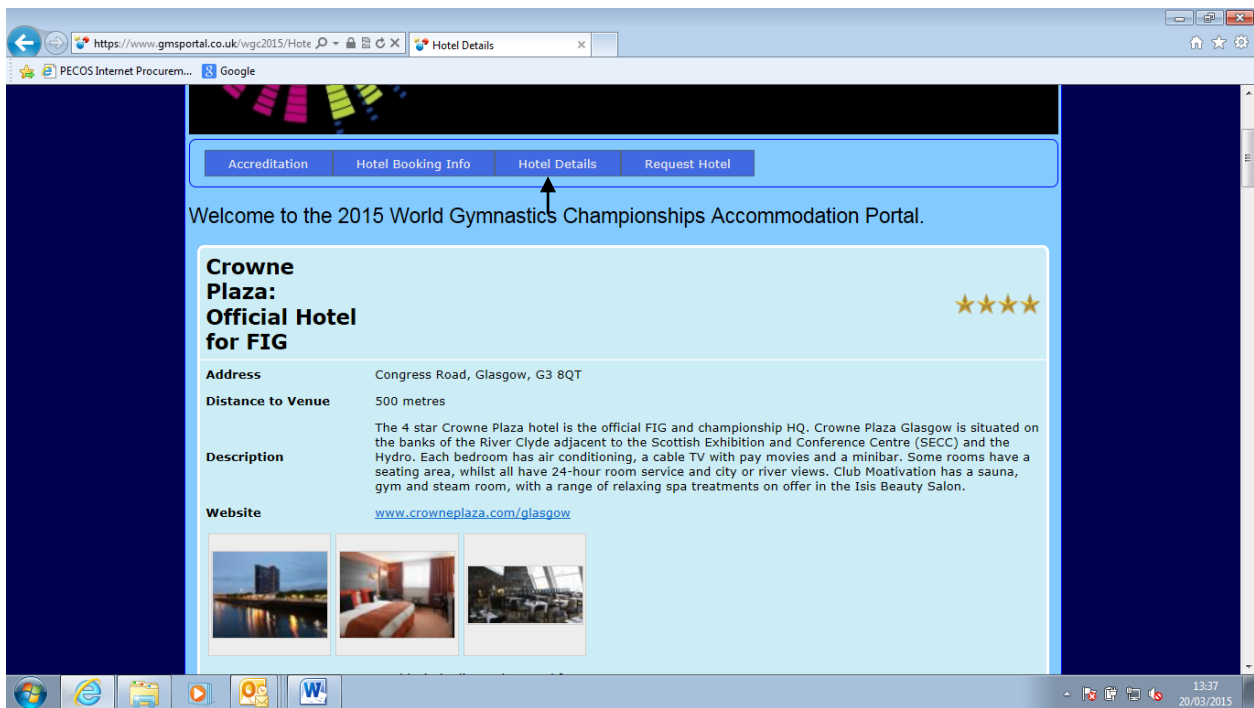 https://www.gmsportal.co.uk/wgc2015/Hote
Hotel Details
PECOS Internet Procurem...
Google
Accreditation
Hotel Booking Info
Hotel Details
Request Hotel
Welcome to the 2015 World Gymnastics Championships Accommodation Portal.
Crowne
Plaza:
Official Hotel
for FIG
Address
Congress Road, Glasgow, G3 8QT
Distance to Venue
500 metres
Description
The 4 star Crowne Plaza hotel is the official FIG and championship HQ. Crowne Plaza Glasgow is situated on
the banks of the River Clyde adjacent to the Scottish Exhibition and Conference Centre (SECC) and the
Hydro. Each bedroom has air conditioning, a cable TV with pay movies and a minibar. Some rooms have a
seating area, whilst all have 24-hour room service and city or river views. Club Moativation has a sauna,
gym and steam room, with a range of relaxing spa treatments on offer in the Isis Beauty Salon.
Website
www.crowneplaza.com/glasgow
13:37
20/03/2015